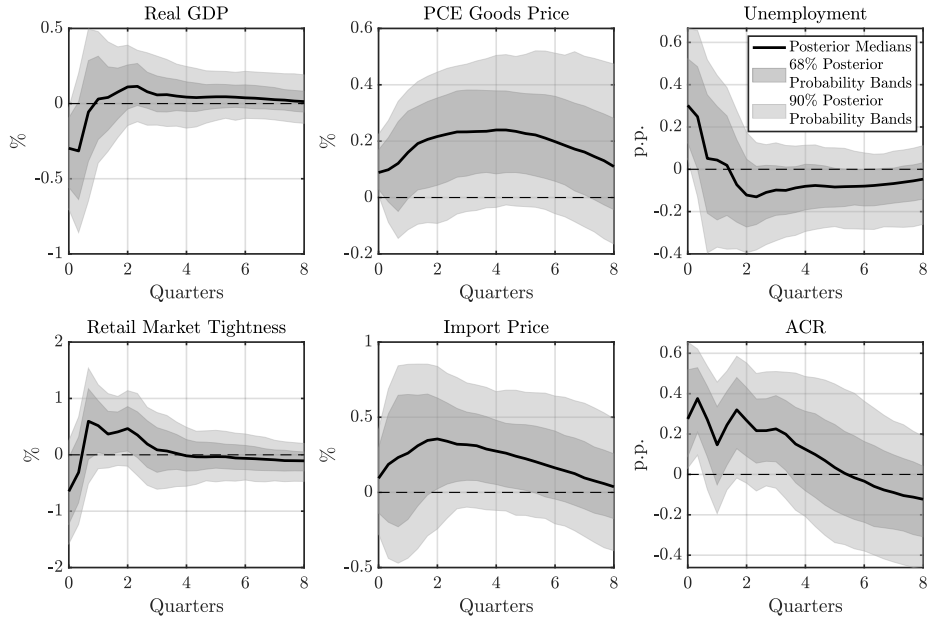 Real GDP
0.5
0
-0.5
-1
%
0 2 4 6 8
Quarters
PCE Goods Price
0.6
0.4
0.2
0
-0.2
%
0 2 4 6 8
Quarters
Unemployment
0.6
0.4
0.2
0
-0.2
-0.4
p.p.
Posterior Medians
68% Posterior
Probability Bands
90% Posterior
Probability Bands
0 2 4 6 8
Quarters
Retail Market Tightness
2
1
0
-1
-2
%
0 2 4 6 8
Quarters
Import Price
1
0.5
0
-0.5
%
0 2 4 6 8
Quarters
ACR
0.6
0.4
0.2
0
-0.2
-0.4
p.p.
0 2 4 6 8
Quarters